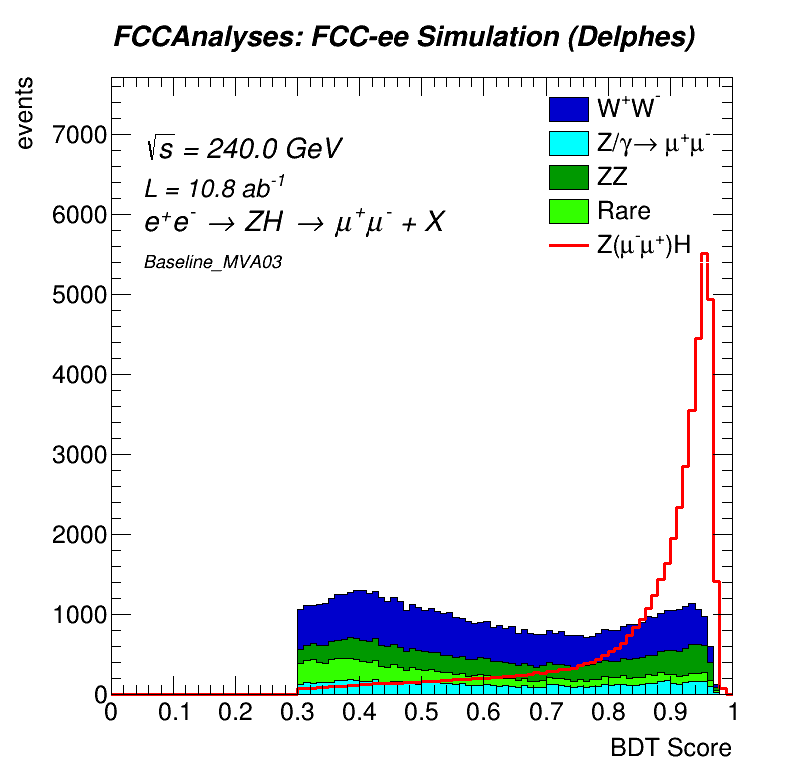 FCCAnalyses: FCC-ee Simulation (Delphes)
events
7000
6000
5000
4000
3000
2000
1000
0
√s = 240.0 GeV
L = 10.8 ab⁻¹
e⁺e⁻ → ZH → μ⁺μ⁻ + X
Baseline_MVA03
W⁺W⁻
Z/γ→ μ⁺μ⁻
ZZ
Rare
Z(μ⁻μ⁺)H
0 0.1 0.2 0.3 0.4 0.5 0.6 0.7 0.8 0.9 1
BDT Score